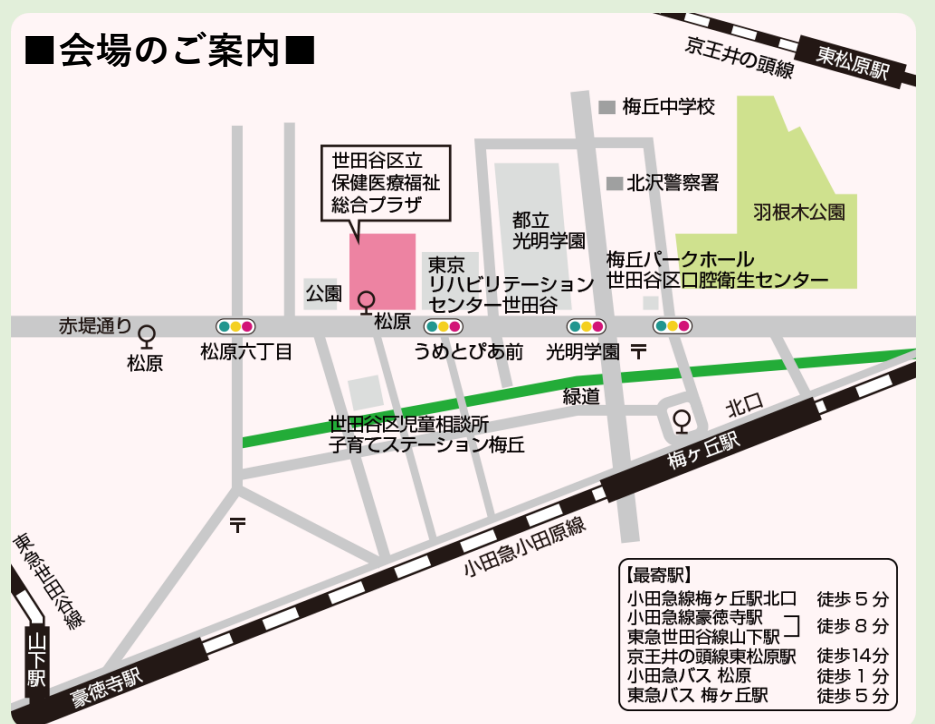 ■会場のご案内■
京王井の頭線
東松原駅
梅丘中学校
世田谷区立
保健医療福祉
総合プラザ
北沢警察署
羽根木公園
都立
光明学園
梅丘パークホール
世田谷区口腔衛生センター
東京
リハビリテーション
センター世田谷
公園
松原
赤堤通り
松原
松原六丁目
うめとぴあ前
光明学園
〒
緑道
北口
世田谷区児童相談所
子育てステーション梅丘
梅ヶ丘駅
〒
小田急小田原線
東急世田谷線
山下駅
豪徳寺駅
【最寄駅】
小田急線梅ヶ丘駅北口 徒歩5分
小田急線豪徳寺駅
東急世田谷線山下駅 徒歩8分
京王井の頭線東松原駅 徒歩14分
小田急バス 松原 徒歩1分
東急バス 梅ヶ丘駅 徒歩5分